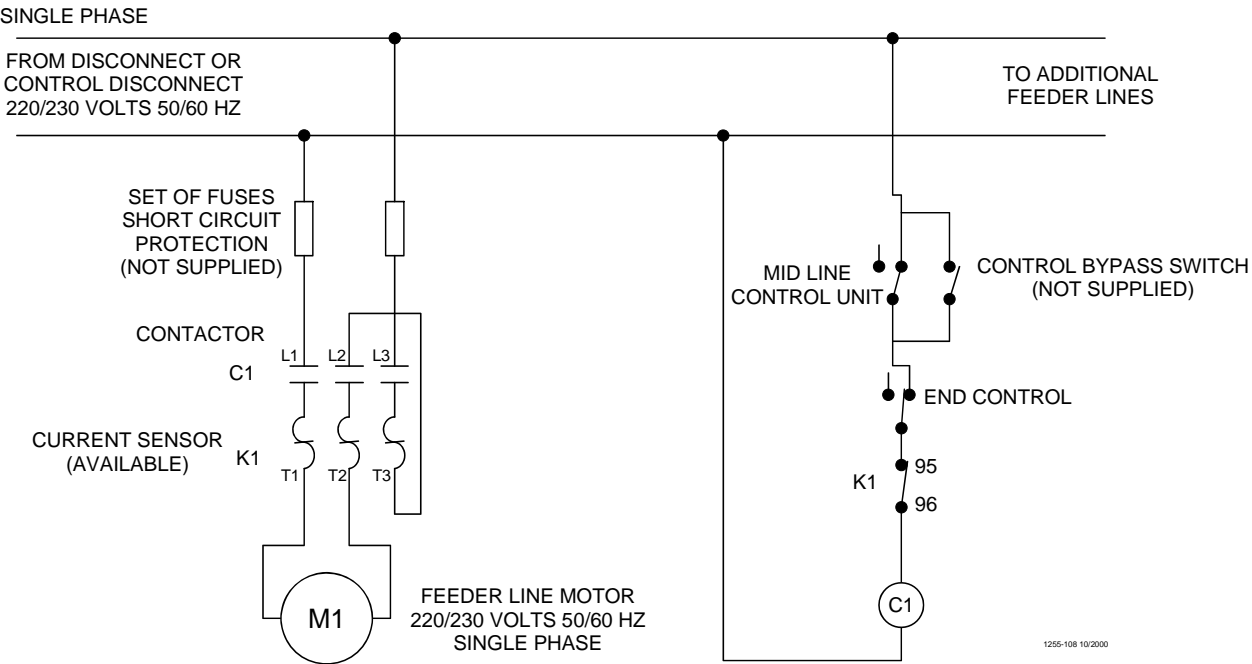 SINGLE PHASE
FROM DISCONNECT OR
CONTROL DISCONNECT
220/230 VOLTS 50/60 HZ
TO ADDITIONAL
FEEDER LINES
SET OF FUSES
SHORT CIRCUIT
PROTECTION
(NOT SUPPLIED)
MID LINE
CONTROL UNIT
CONTROL BYPASS SWITCH
(NOT SUPPLIED)
CONTACTOR
C1
L1 L2 L3
END CONTROL
CURRENT SENSOR
(AVAILABLE)
K1
T1 T2 T3
K1
95
96
M1
FEEDER LINE MOTOR
220/230 VOLTS 50/60 HZ
SINGLE PHASE
C1
1255-108 10/2000